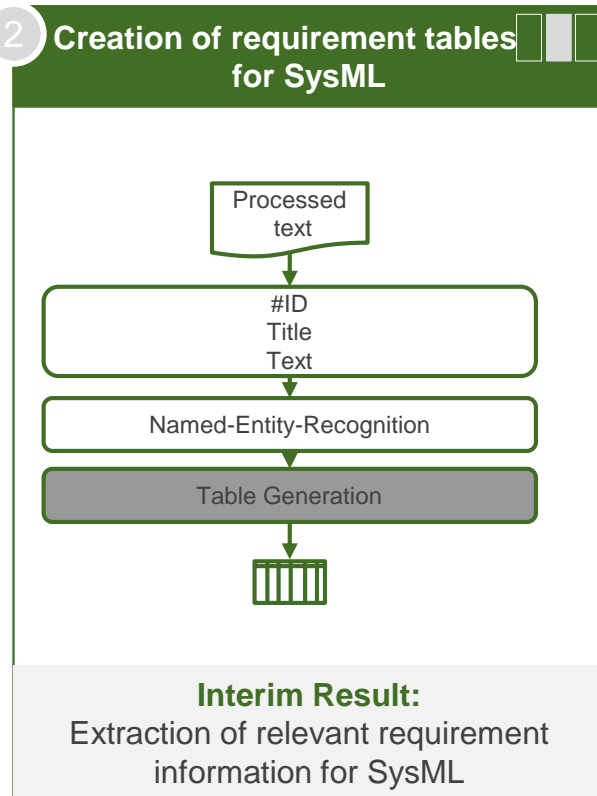 2
Creation of requirement tables
for SysML
Processed
text
#ID
Title
Text
Named-Entity-Recognition
Table Generation
Interim Result:
Extraction of relevant requirement
information for SysML